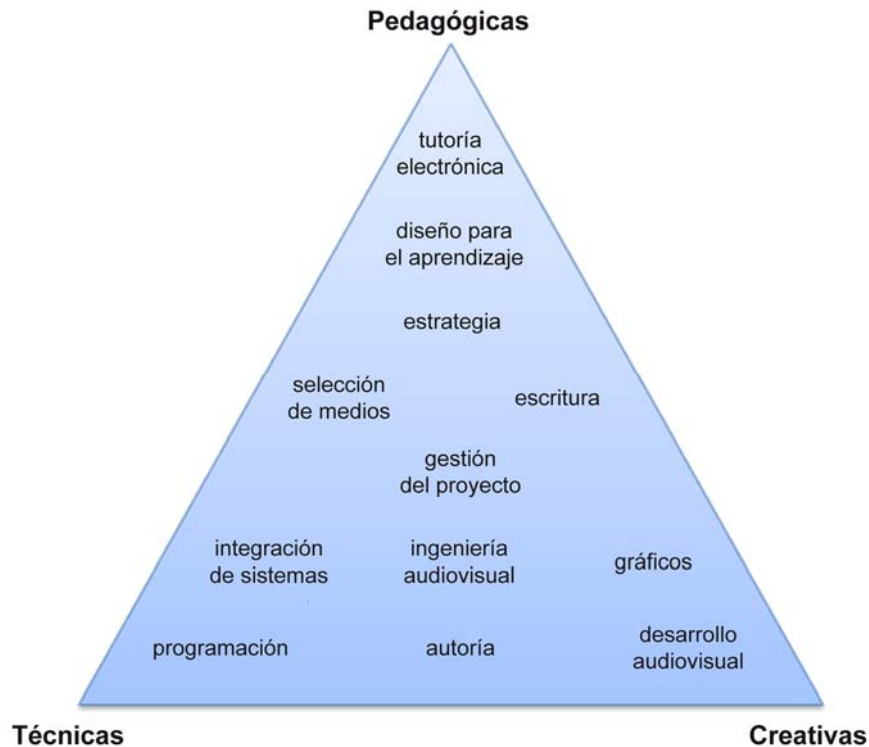 Pedagógicas
tutoría
electrónica
diseño para
el aprendizaje
estrategia
selección
de medios
escritura
gestión
del proyecto
integración
de sistemas
ingeniería
audiovisual
gráficos
programación
autoría
desarrollo
audiovisual
Técnicas
Creativas